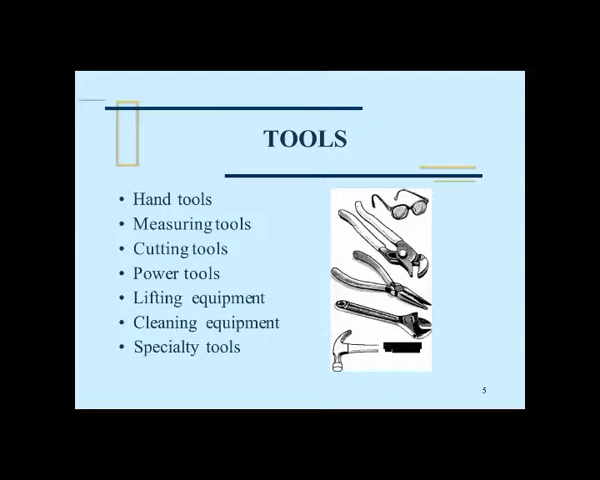 TOOLS
• Hand tools
• Measuring tools
• Cutting tools
• Power tools
• Lifting equipment
• Cleaning equipment
• Specialty tools
5